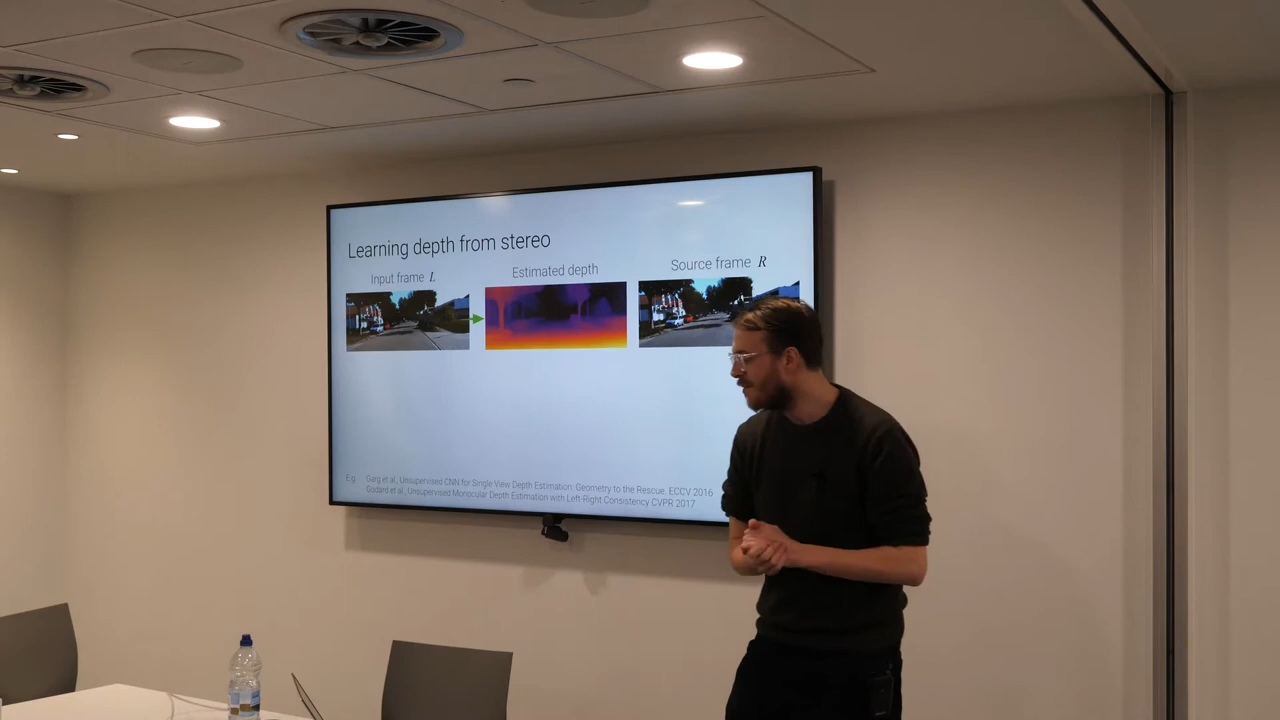 Learning depth from stereo
Input frame L
Estimated depth
Source frame R
E.g. Garg et al., Unsupervised CNN for Single View Depth Estimation: Geometry to the Rescue. ECCV 2016
Godard et al., Unsupervised Monocular Depth Estimation with Left-Right Consistency CVPR 2017